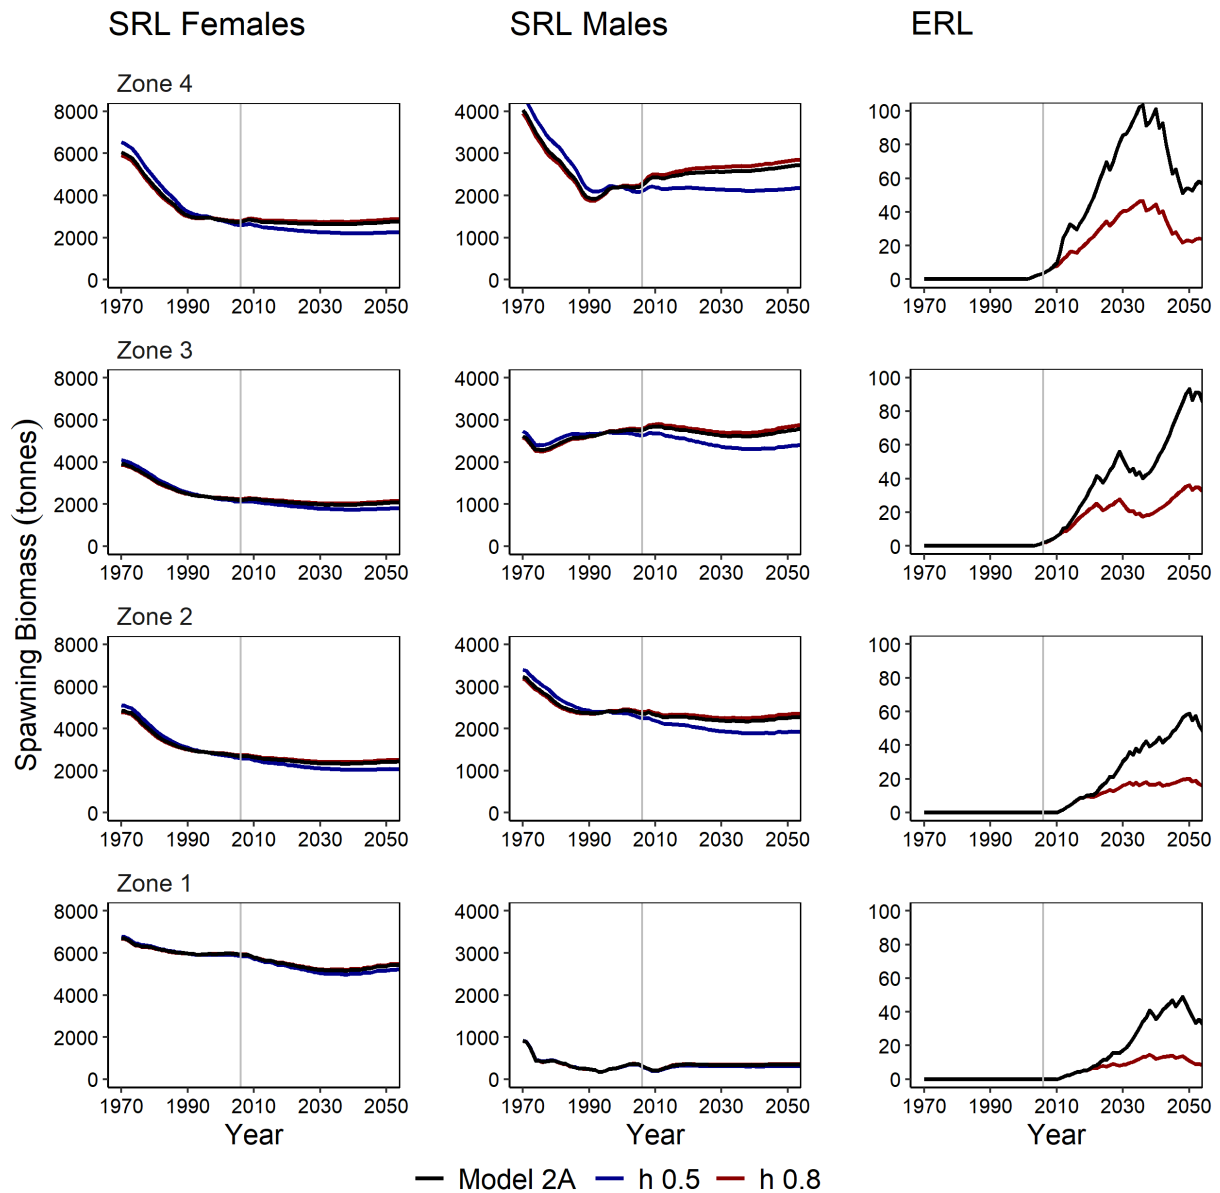 SRL Females SRL Males ERL
Zone 4
8000 6000 4000 2000 0
4000 3000 2000 1000 0
100 80 60 40 20 0
1970 1990 2010 2030 2050 1970 1990 2010 2030 2050 1970 1990 2010 2030 2050
Zone 3
8000 6000 4000 2000 0
4000 3000 2000 1000 0
100 80 60 40 20 0
1970 1990 2010 2030 2050 1970 1990 2010 2030 2050 1970 1990 2010 2030 2050
Spawning Biomass (tonnes)
Zone 2
8000 6000 4000 2000 0
4000 3000 2000 1000 0
100 80 60 40 20 0
1970 1990 2010 2030 2050 1970 1990 2010 2030 2050 1970 1990 2010 2030 2050
Zone 1
8000 6000 4000 2000 0
4000 3000 2000 1000 0
100 80 60 40 20 0
1970 1990 2010 2030 2050 1970 1990 2010 2030 2050 1970 1990 2010 2030 2050
Year Year Year
Model 2A h 0.5 h 0.8